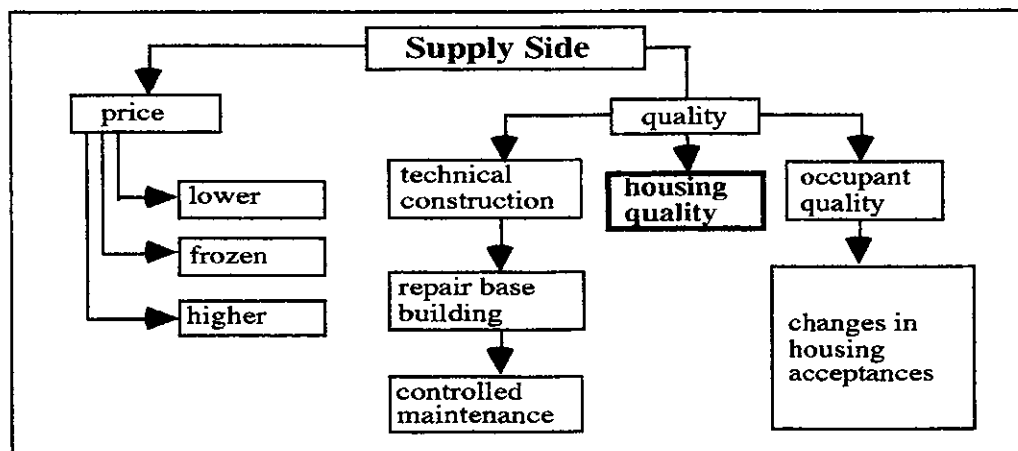 Supply Side
price
lower
frozen
higher
quality
technical
construction
repair base
building
controlled
maintenance
housing
quality
occupant
quality
changes in
housing
acceptances